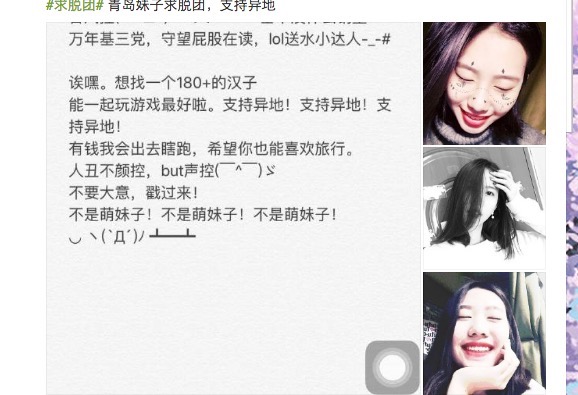 #求脱团# 青岛妹子求脱团，支持异地
万年基三党，守望屁股在读，lol送水小达人-_-#
诶嘿。想找一个180+的汉子
能一起玩游戏最好啦。支持异地！支持异地！支
持异地！
有钱我会出去瞎跑，希望你也能喜欢旅行。
人丑不颜控，but声控(￣^￣)ゞ
不要大意，戳过来！
不是萌妹子！不是萌妹子！不是萌妹子！
◡ ヽ(`Д´)ﾉ ┻━┻